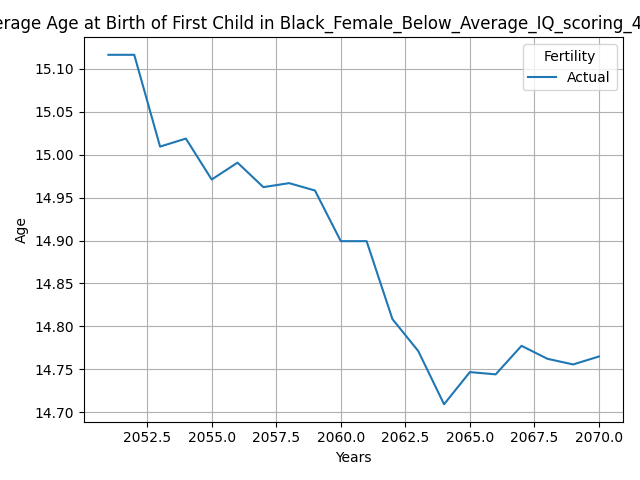 erage Age at Birth of First Child in Black_Female_Below_Average_IQ_scoring_4
Fertility
Actual
15.10
15.05
15.00
14.95
14.90
14.85
14.80
14.75
14.70
Age
2052.5 2055.0 2057.5 2060.0 2062.5 2065.0 2067.5 2070.0
Years